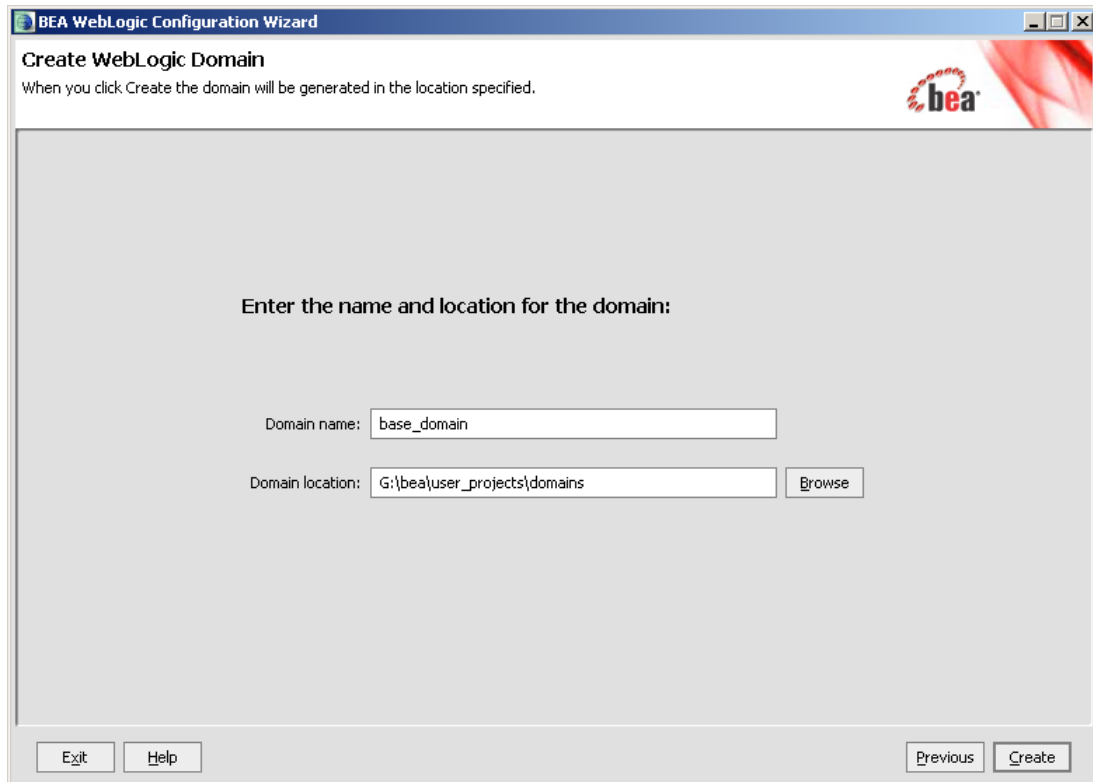 BEA WebLogic Configuration Wizard
Create WebLogic Domain
When you click Create the domain will be generated in the location specified.
bea
Enter the name and location for the domain:
Domain name: base_domain
Domain location: G:\bea\user_projects\domains Browse
Exit Help Previous Create